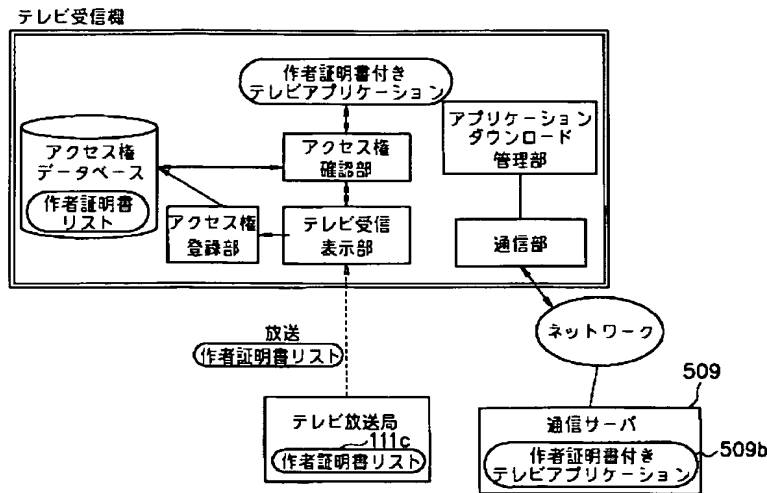 テレビ受信機
作者証明書付き
テレビアプリケーション
アプリケーション
ダウンロード
管理部
アクセス権
データベース
作者証明書
リスト
アクセス権
確認部
アクセス権
登録部
テレビ受信
表示部
通信部
放送
作者証明書リスト
ネットワーク
テレビ放送局
111c
作者証明書リスト
509
通信サーバ
509b
作者証明書付き
テレビアプリケーション